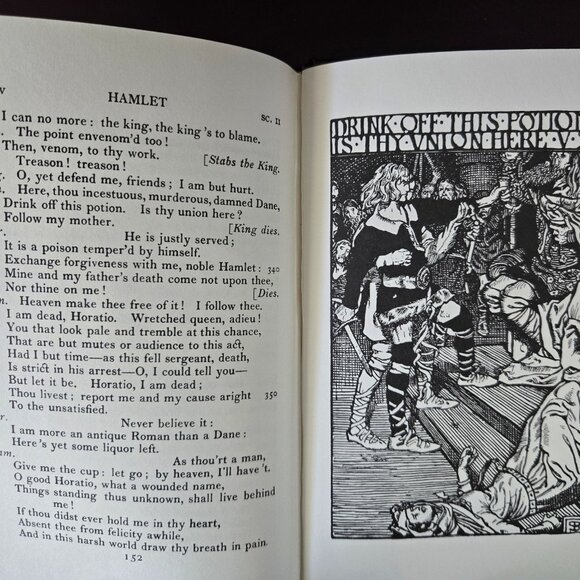 V
HAMLET
SC. II
I can no more: the king, the king's to blame.
The point envenom'd too!
Then, venom, to thy work. [Stabs the King.
Treason! treason!
O, yet defend me, friends; I am but hurt.
Here, thou incestuous, murderous, damned Dane,
Drink off this potion. Is thy union here?
Follow my mother. [King dies.
He is justly served;
It is a poison temper'd by himself.
Exchange forgiveness with me, noble Hamlet: 340
Mine and my father's death come not upon thee,
Nor thine on me! [Dies.
Heaven make thee free of it! I follow thee.
I am dead, Horatio. Wretched queen, adieu!
You that look pale and tremble at this chance,
That are but mutes or audience to this act,
Had I but time—as this fell sergeant, death,
Is strict in his arrest—O, I could tell you—
But let it be. Horatio, I am dead;
Thou livest; report me and my cause aright 350
To the unsatisfied.
Never believe it:
I am more an antique Roman than a Dane:
Here's yet some liquor left.
As thou'rt a man,
Give me the cup: let go; by heaven, I'll have 't.
O good Horatio, what a wounded name,
Things standing thus unknown, shall live behind
me!
If thou didst ever hold me in thy heart,
Absent thee from felicity awhile,
And in this harsh world draw thy breath in pain.
152
DRINK·OFF·THIS·POTION
IS·THY·VNION·HERE